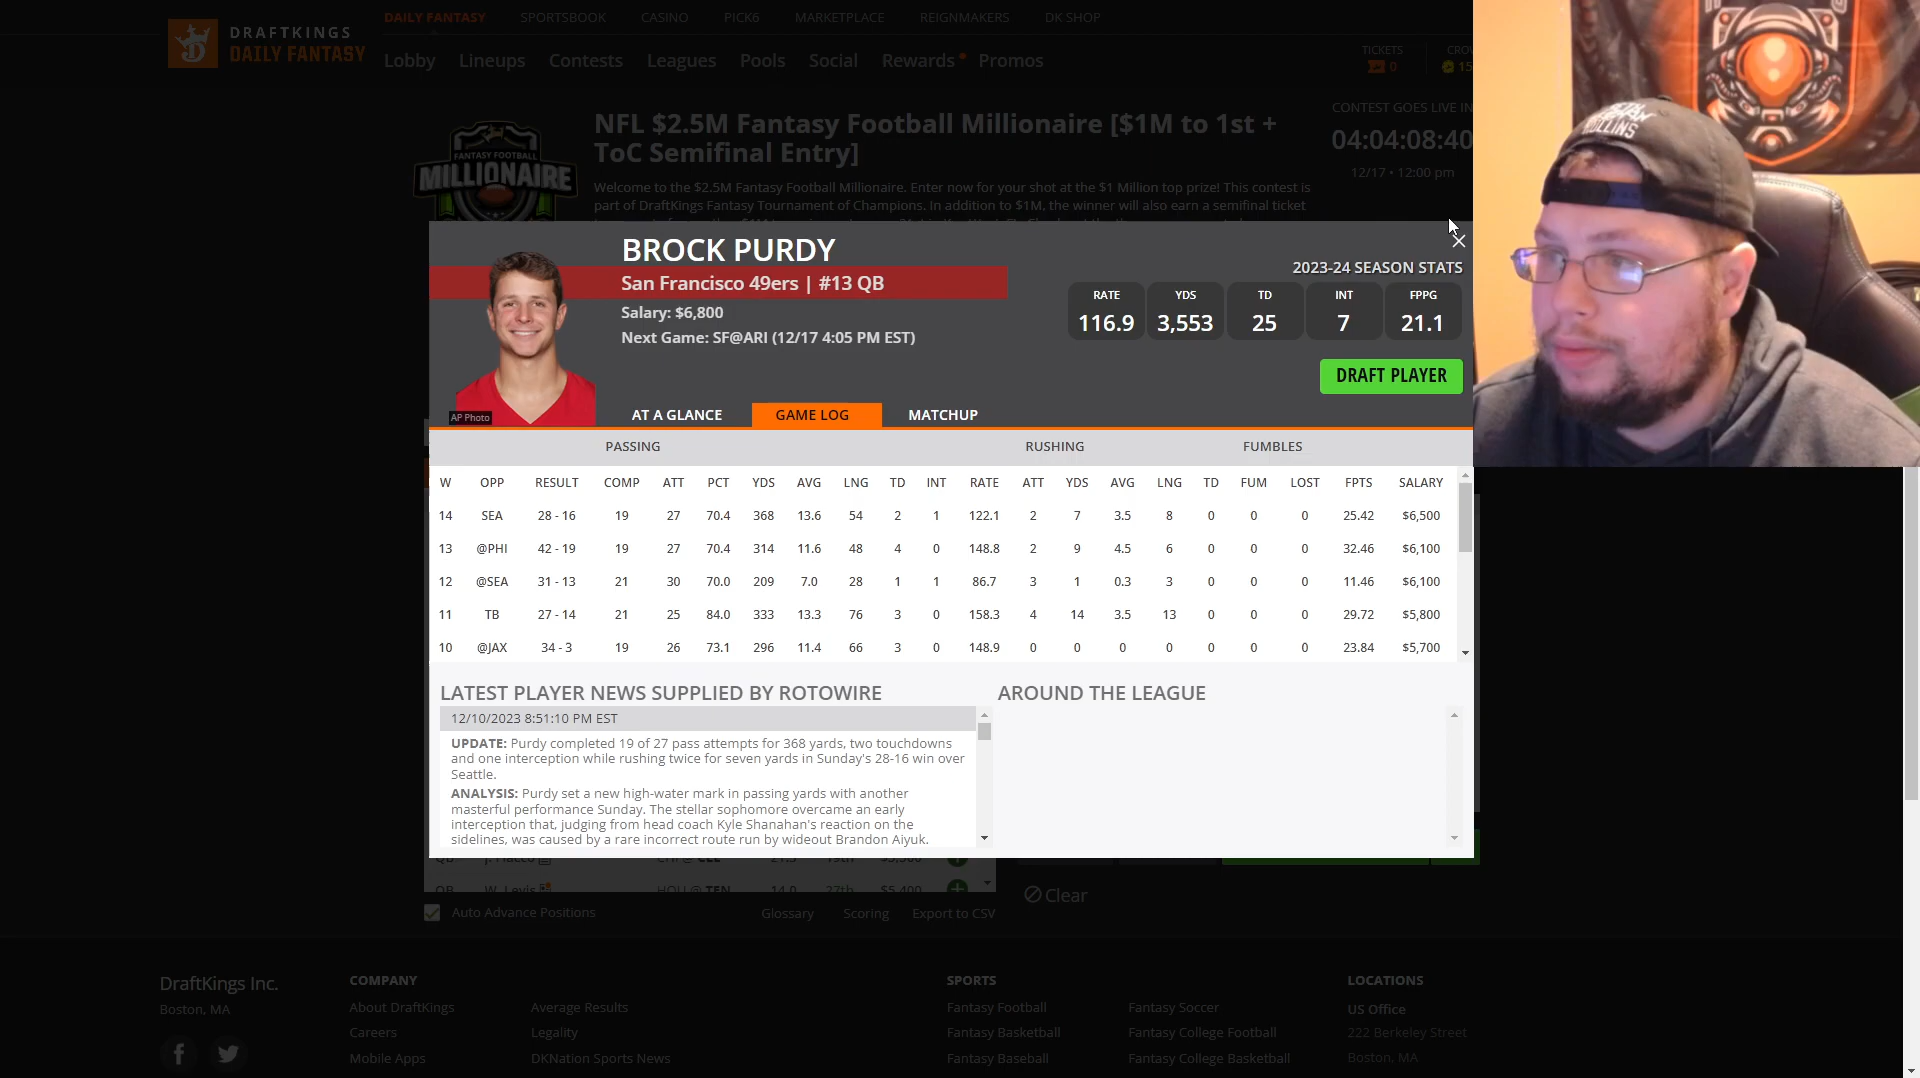 DRAFTKINGS
DAILY FANTASY
DAILY FANTASY SPORTSBOOK CASINO PICK6 MARKETPLACE REIGNMAKERS DK SHOP
Lobby Lineups Contests Leagues Pools Social Rewards Promos
TICKETS
0
15
FANTASY FOOTBALL
MILLIONAIRE
NFL $2.5M Fantasy Football Millionaire [$1M to 1st +
ToC Semifinal Entry]
CONTEST GOES LIVE IN
04:04:08:40
12/17 • 12:00 pm
Welcome to the $2.5M Fantasy Football Millionaire. Enter now for your shot at the $1 Million top prize! This contest is
part of DraftKings Fantasy Tournament of Champions. In addition to $1M, the winner will also earn a semifinal ticket
BROCK PURDY
San Francisco 49ers | #13 QB
Salary: $6,800
Next Game: SF@ARI (12/17 4:05 PM EST)
AP Photo
2023-24 SEASON STATS
RATE YDS TD INT FPPG
116.9 3,553 25 7 21.1
DRAFT PLAYER
AT A GLANCE GAME LOG MATCHUP
PASSING RUSHING FUMBLES
W OPP RESULT COMP ATT PCT YDS AVG LNG TD INT RATE ATT YDS AVG LNG TD FUM LOST FPTS SALARY
14 SEA 28 - 16 19 27 70.4 368 13.6 54 2 1 122.1 2 7 3.5 8 0 0 0 25.42 $6,500
13 @PHI 42 - 19 19 27 70.4 314 11.6 48 4 0 148.8 2 9 4.5 6 0 0 0 32.46 $6,100
12 @SEA 31 - 13 21 30 70.0 209 7.0 28 1 1 86.7 3 1 0.3 3 0 0 0 11.46 $6,100
11 TB 27 - 14 21 25 84.0 333 13.3 76 3 0 158.3 4 14 3.5 13 0 0 0 29.72 $5,800
10 @JAX 34 - 3 19 26 73.1 296 11.4 66 3 0 148.9 0 0 0 0 0 0 0 23.84 $5,700
LATEST PLAYER NEWS SUPPLIED BY ROTOWIRE
12/10/2023 8:51:10 PM EST
UPDATE: Purdy completed 19 of 27 pass attempts for 368 yards, two touchdowns
and one interception while rushing twice for seven yards in Sunday's 28-16 win over
Seattle.
ANALYSIS: Purdy set a new high-water mark in passing yards with another
masterful performance Sunday. The stellar sophomore overcame an early
interception that, judging from head coach Kyle Shanahan's reaction on the
sidelines, was caused by a rare incorrect route run by wideout Brandon Aiyuk.
AROUND THE LEAGUE
QB W. Levis HOU @ TEN 14.0 27th $5,400
Clear
Auto Advance Positions Glossary Scoring Export to CSV
DraftKings Inc.
Boston, MA
COMPANY
About DraftKings Average Results
Careers Legality
Mobile Apps DKNation Sports News
SPORTS
Fantasy Football Fantasy Soccer
Fantasy Basketball Fantasy College Football
Fantasy Baseball Fantasy College Basketball
LOCATIONS
US Office
222 Berkeley Street
Boston, MA